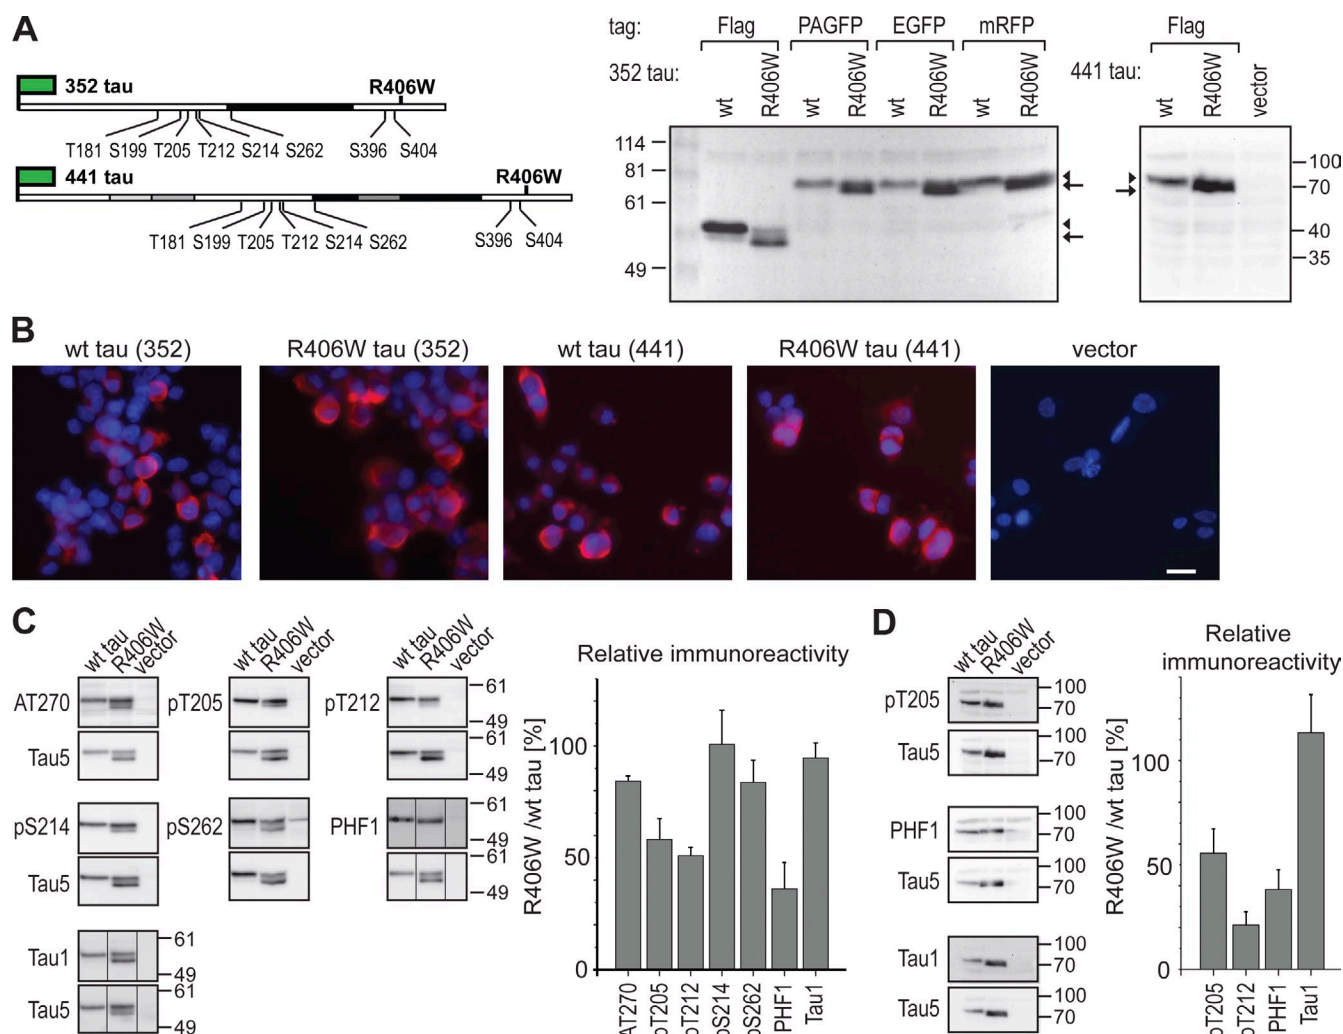 A
352 tau
R406W
T181 S199 T205 T212 S214 S262 S396 S404
441 tau
R406W
T181 S199 T205 T212 S214 S262 S396 S404
tag: Flag PAGFP EGFP mRFP
352 tau: wt R406W wt R406W wt R406W wt R406W
114
81
61
49
Flag
441 tau: wt R406W vector
100
70
40
35
B
wt tau (352) R406W tau (352) wt tau (441) R406W tau (441) vector
C
wt tau R406W vector
AT270
Tau5
pS214
Tau5
Tau1 61
49
Tau5 61
49
wt tau R406W vector
pT205
Tau5
pS262
wt tau R406W vector
pT212 61
49
61
49
PHF1 61
49
61
49
Relative immunoreactivity
R406W /wt tau [%]
100
50
0
AT270 pT205 pT212 pS214 pS262 PHF1 Tau1
D
wt tau R406W vector
pT205 100
70
Tau5 100
70
PHF1 100
70
Tau5 100
70
Tau1 100
70
Tau5 100
70
Relative
immunoreactivity
R406W /wt tau [%]
100
50
0
pT205 pT212 PHF1 Tau1